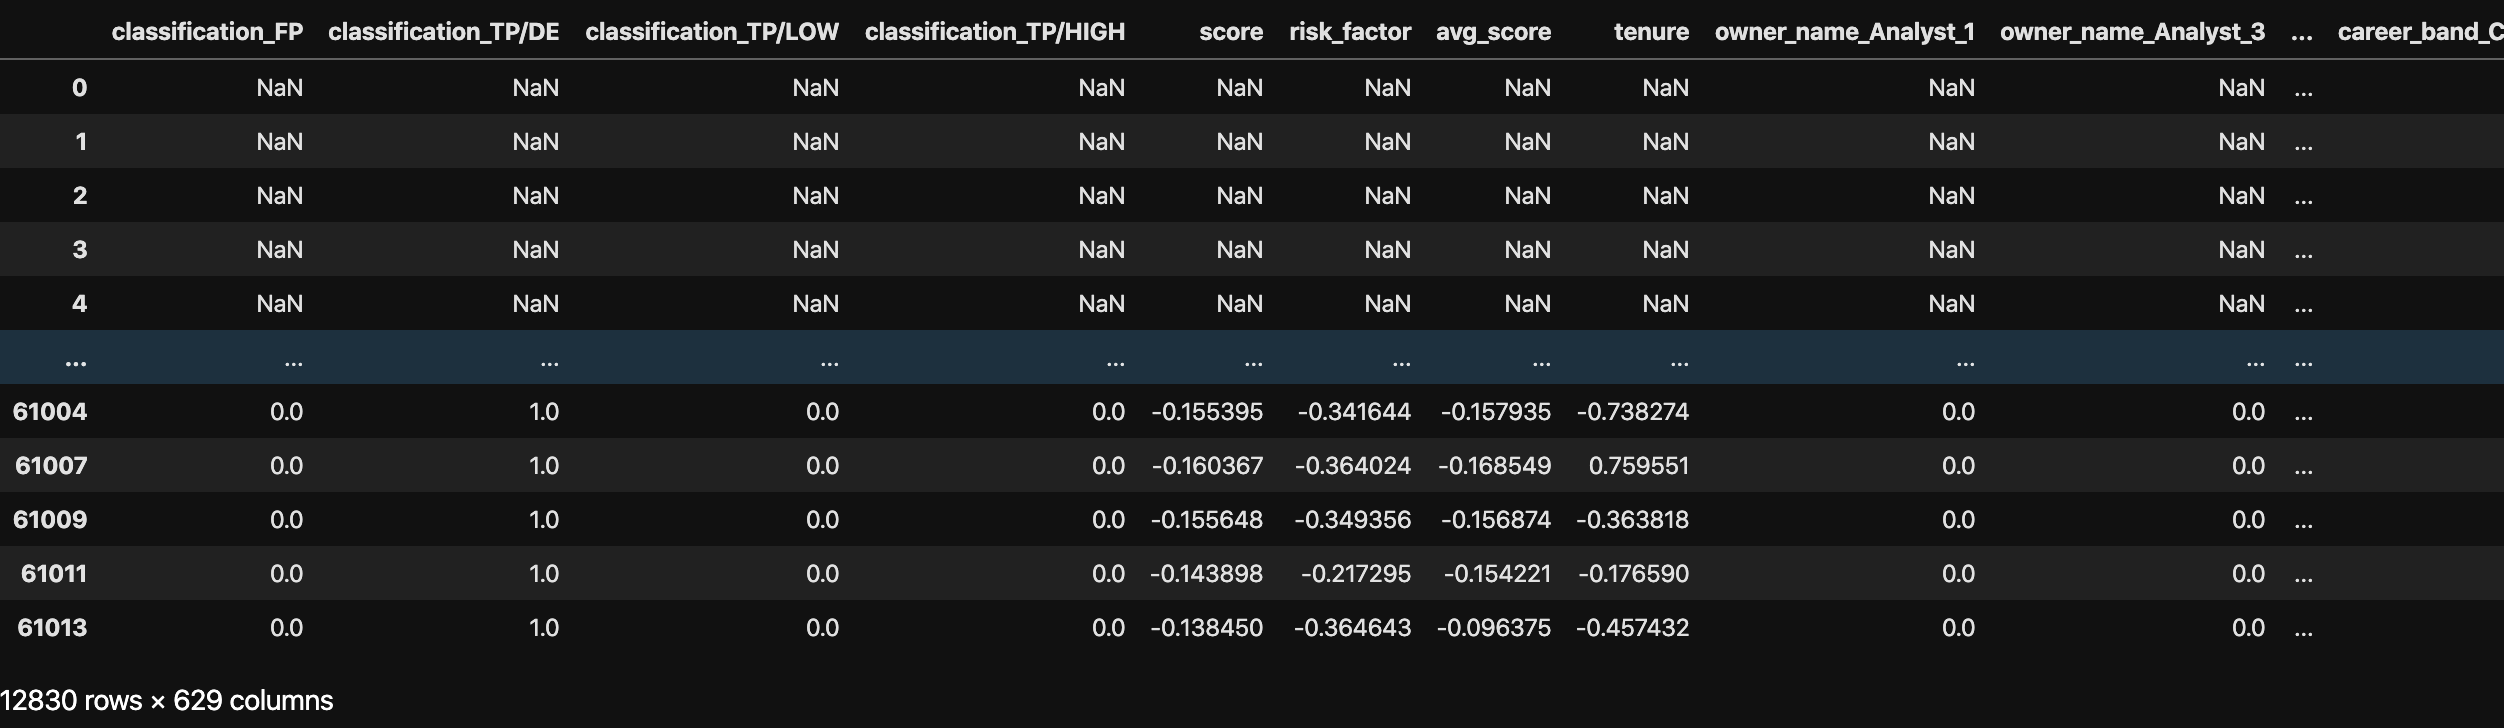 classification_FP classification_TP/DE classification_TP/LOW classification_TP/HIGH score risk_factor avg_score tenure owner_name_Analyst_1 owner_name_Analyst_3 ... career_band_C
0 NaN NaN NaN NaN NaN NaN NaN NaN NaN NaN ...
1 NaN NaN NaN NaN NaN NaN NaN NaN NaN NaN ...
2 NaN NaN NaN NaN NaN NaN NaN NaN NaN NaN ...
3 NaN NaN NaN NaN NaN NaN NaN NaN NaN NaN ...
4 NaN NaN NaN NaN NaN NaN NaN NaN NaN NaN ...
... ... ... ... ... ... ... ... ... ... ... ...
61004 0.0 1.0 0.0 0.0 -0.155395 -0.341644 -0.157935 -0.738274 0.0 0.0 ...
61007 0.0 1.0 0.0 0.0 -0.160367 -0.364024 -0.168549 0.759551 0.0 0.0 ...
61009 0.0 1.0 0.0 0.0 -0.155648 -0.349356 -0.156874 -0.363818 0.0 0.0 ...
61011 0.0 1.0 0.0 0.0 -0.143898 -0.217295 -0.154221 -0.176590 0.0 0.0 ...
61013 0.0 1.0 0.0 0.0 -0.138450 -0.364643 -0.096375 -0.457432 0.0 0.0 ...
12830 rows × 629 columns